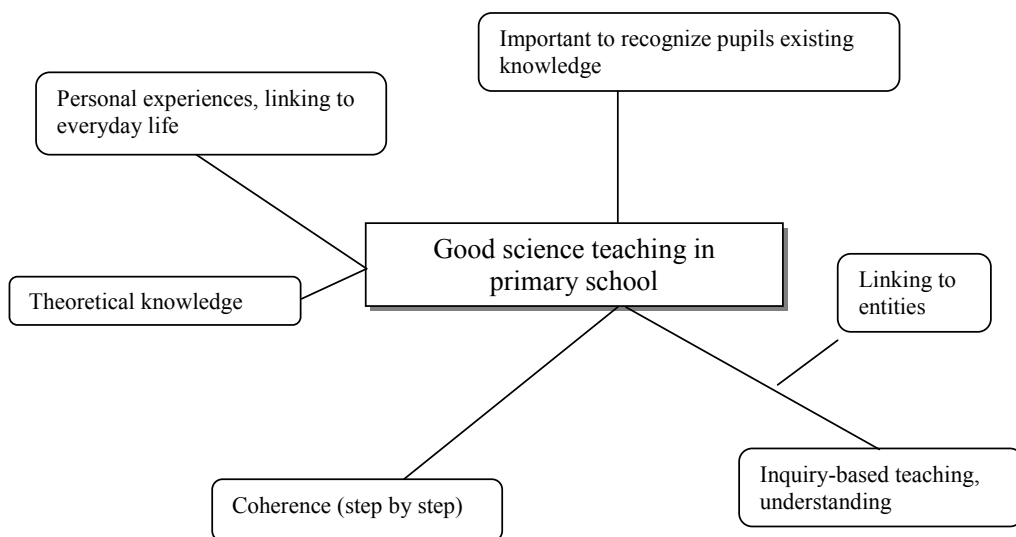 Important to recognize pupils existing
knowledge
Personal experiences, linking to
everyday life
Good science teaching in
primary school
Linking to
entities
Theoretical knowledge
Inquiry-based teaching,
understanding
Coherence (step by step)